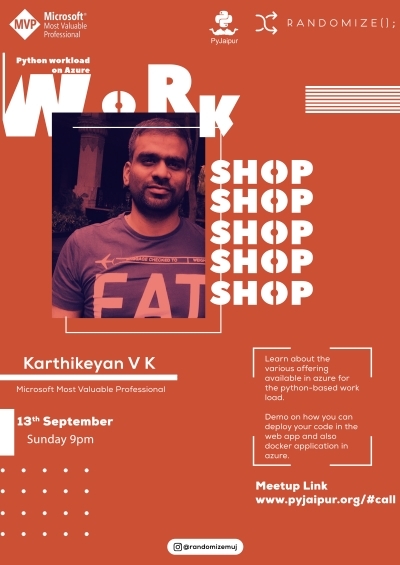 MVP
Microsoft®
Most Valuable
Professional
PyJaipur
RANDOMIZE();
Python workload
on Azure
WoRK
SHOP
SHOP
SHOP
SHOP
SHOP
EAT
Karthikeyan V K
Microsoft Most Valuable Professional
13th September
Sunday 9pm
Learn about the
various offering
available in azure for
the python-based work
load.
Demo on how you can
deploy your code in the
web app and also
docker application in
azure.
Meetup Link
www.pyjaipur.org/#call
@randomizemuj